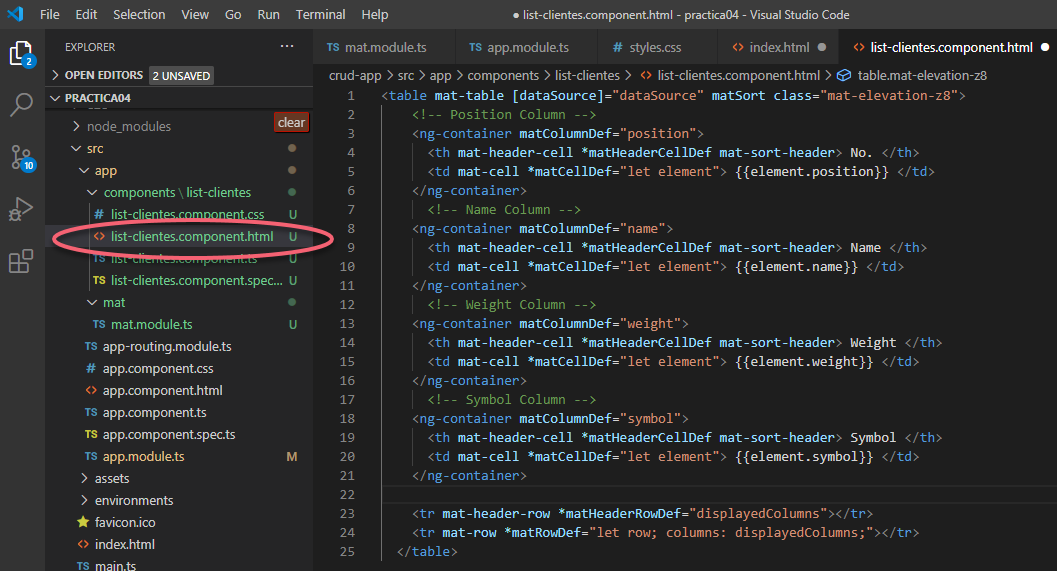 File Edit Selection View Go Run Terminal Help ● list-clientes.component.html - practica04 - Visual Studio Code
EXPLORER ...
OPEN EDITORS 2 UNSAVED
PRACTICA04
node_modules clear
src
app
components \ list-clientes
# list-clientes.component.css U
<> list-clientes.component.html U
TS list-clientes.component.ts U
TS list-clientes.component.spec... U
mat
TS mat.module.ts U
TS app-routing.module.ts
# app.component.css
<> app.component.html
TS app.component.ts
TS app.component.spec.ts
TS app.module.ts M
assets
environments
favicon.ico
<> index.html
TS main.ts
2
10
TS mat.module.ts TS app.module.ts # styles.css <> index.html ● <> list-clientes.component.html ●
crud-app > src > app > components > list-clientes > <> list-clientes.component.html > table.mat-elevation-z8
1 <table mat-table [dataSource]="dataSource" matSort class="mat-elevation-z8">
2 <!-- Position Column -->
3 <ng-container matColumnDef="position">
4 <th mat-header-cell *matHeaderCellDef mat-sort-header> No. </th>
5 <td mat-cell *matCellDef="let element"> {{element.position}} </td>
6 </ng-container>
7 <!-- Name Column -->
8 <ng-container matColumnDef="name">
9 <th mat-header-cell *matHeaderCellDef mat-sort-header> Name </th>
10 <td mat-cell *matCellDef="let element"> {{element.name}} </td>
11 </ng-container>
12 <!-- Weight Column -->
13 <ng-container matColumnDef="weight">
14 <th mat-header-cell *matHeaderCellDef mat-sort-header> Weight </th>
15 <td mat-cell *matCellDef="let element"> {{element.weight}} </td>
16 </ng-container>
17 <!-- Symbol Column -->
18 <ng-container matColumnDef="symbol">
19 <th mat-header-cell *matHeaderCellDef mat-sort-header> Symbol </th>
20 <td mat-cell *matCellDef="let element"> {{element.symbol}} </td>
21 </ng-container>
22
23 <tr mat-header-row *matHeaderRowDef="displayedColumns"></tr>
24 <tr mat-row *matRowDef="let row; columns: displayedColumns;"></tr>
25 </table>